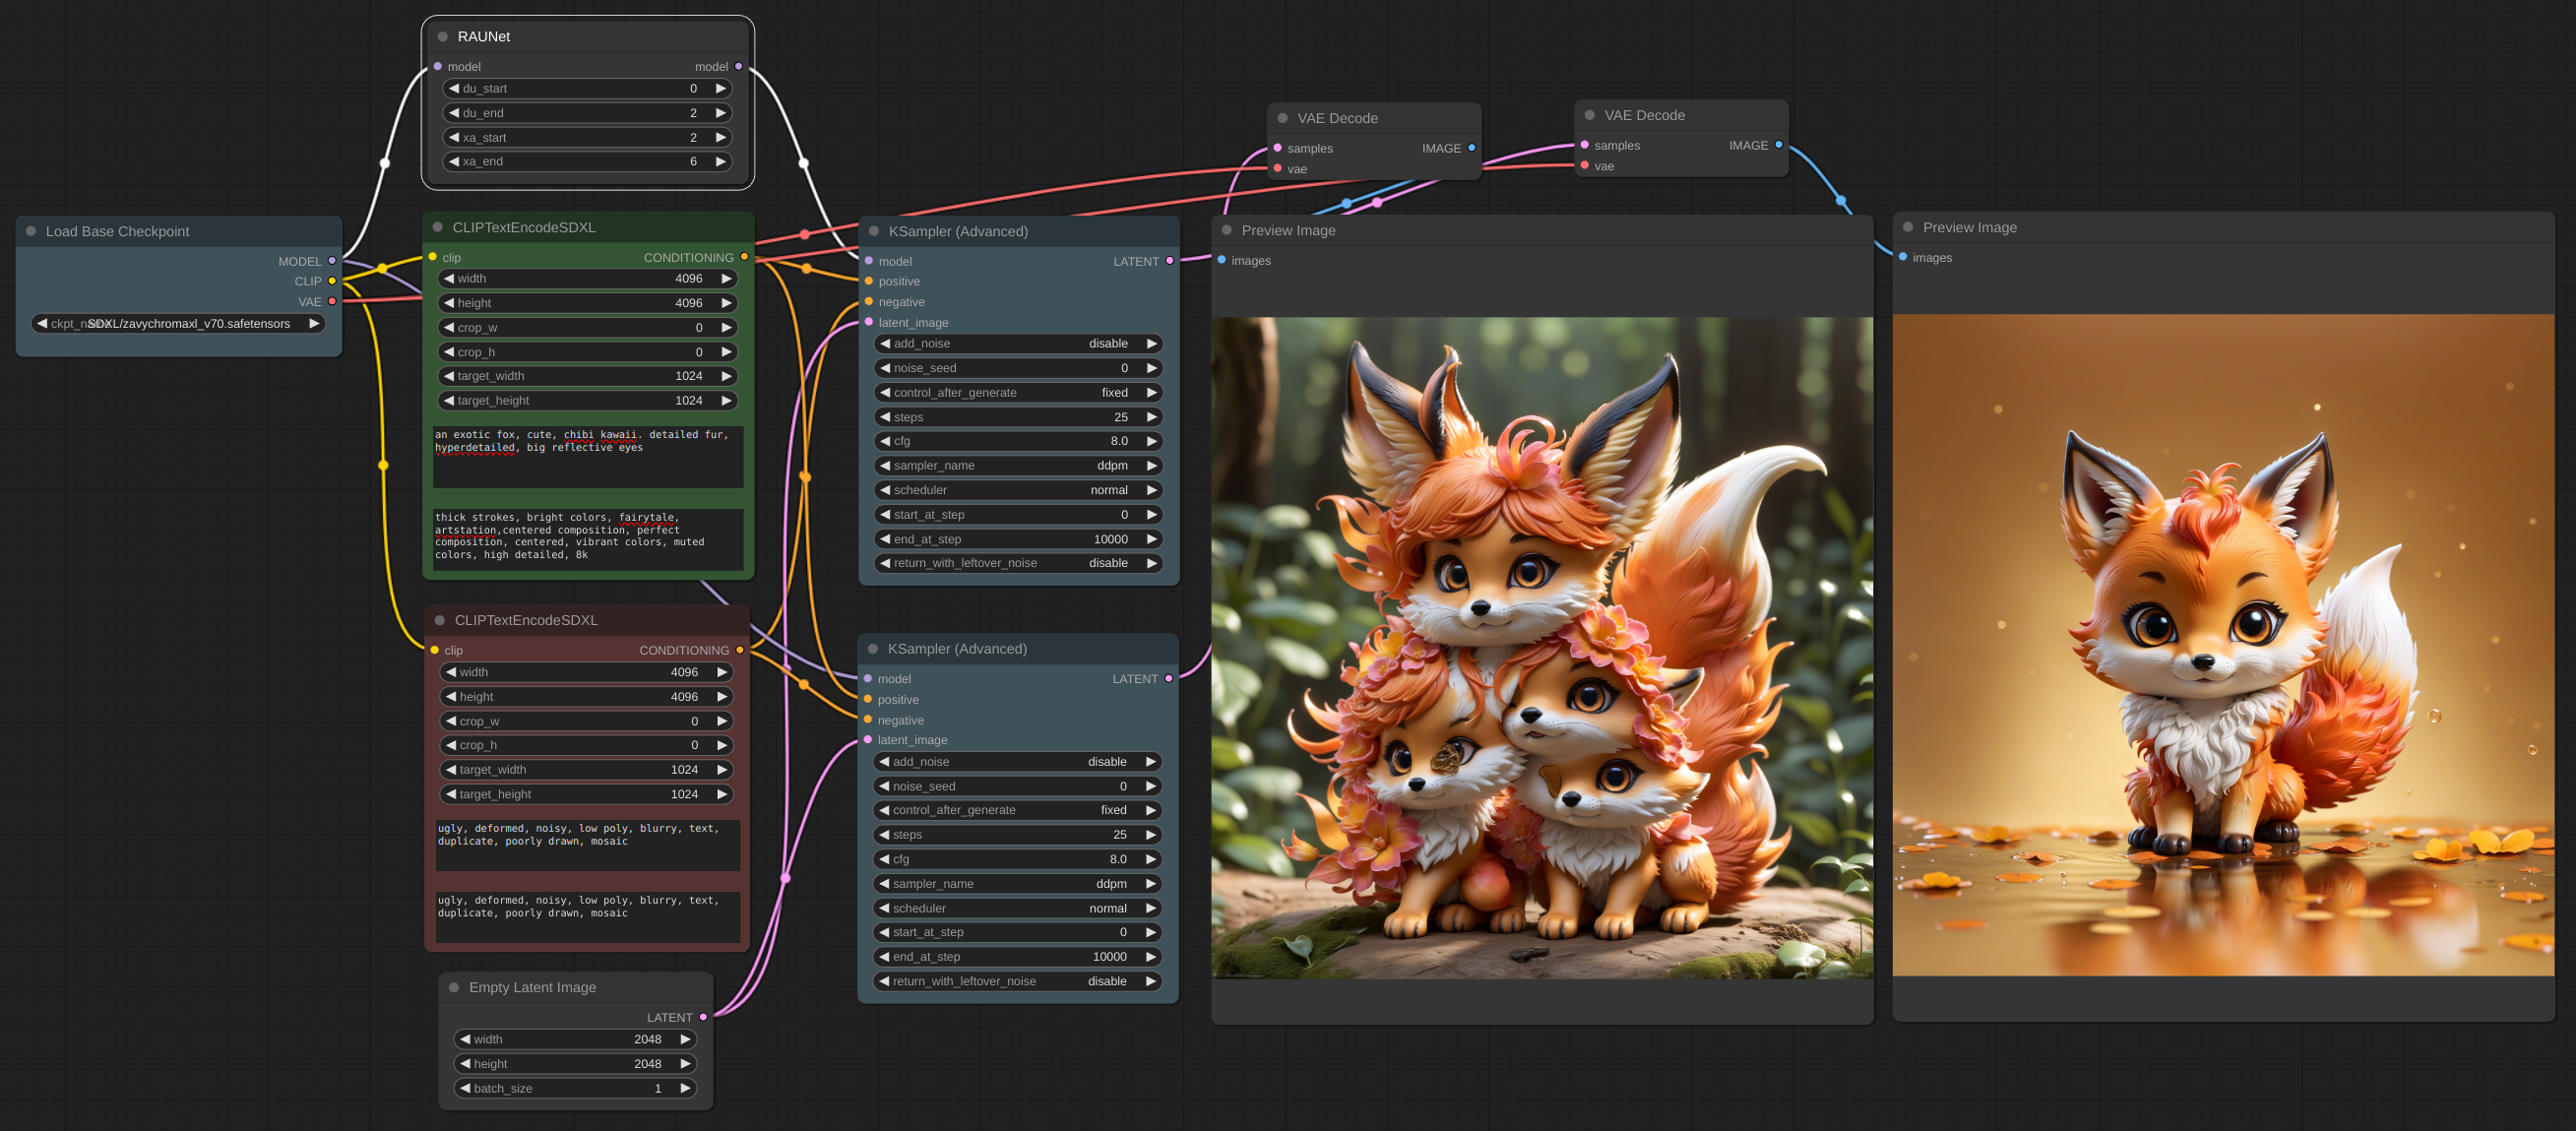 RAUNet
model model
du_start 0
du_end 2
xa_start 2
xa_end 6
Load Base Checkpoint
MODEL
CLIP
VAE
SDXL/zavychromaxl_v70.safetensors
CLIPTextEncodeSDXL
clip CONDITIONING
width 4096
height 4096
crop_w 0
crop_h 0
target_width 1024
target_height 1024
an exotic fox, cute, chibi kawaii. detailed fur,
hyperdetailed, big reflective eyes
thick strokes, bright colors, fairytale,
artstation,centered composition, perfect
composition, centered, vibrant colors, muted
colors, high detailed, 8k
CLIPTextEncodeSDXL
clip CONDITIONING
width 4096
height 4096
crop_w 0
crop_h 0
target_width 1024
target_height 1024
ugly, deformed, noisy, low poly, blurry, text,
duplicate, poorly drawn, mosaic
ugly, deformed, noisy, low poly, blurry, text,
duplicate, poorly drawn, mosaic
Empty Latent Image
LATENT
width 2048
height 2048
batch_size 1
KSampler (Advanced)
model LATENT
positive
negative
latent_image
add_noise disable
noise_seed 0
control_after_generate fixed
steps 25
cfg 8.0
sampler_name ddpm
scheduler normal
start_at_step 0
end_at_step 10000
return_with_leftover_noise disable
KSampler (Advanced)
model LATENT
positive
negative
latent_image
add_noise disable
noise_seed 0
control_after_generate fixed
steps 25
cfg 8.0
sampler_name ddpm
scheduler normal
start_at_step 0
end_at_step 10000
return_with_leftover_noise disable
VAE Decode
samples IMAGE
vae
VAE Decode
samples IMAGE
vae
Preview Image
images
Preview Image
images